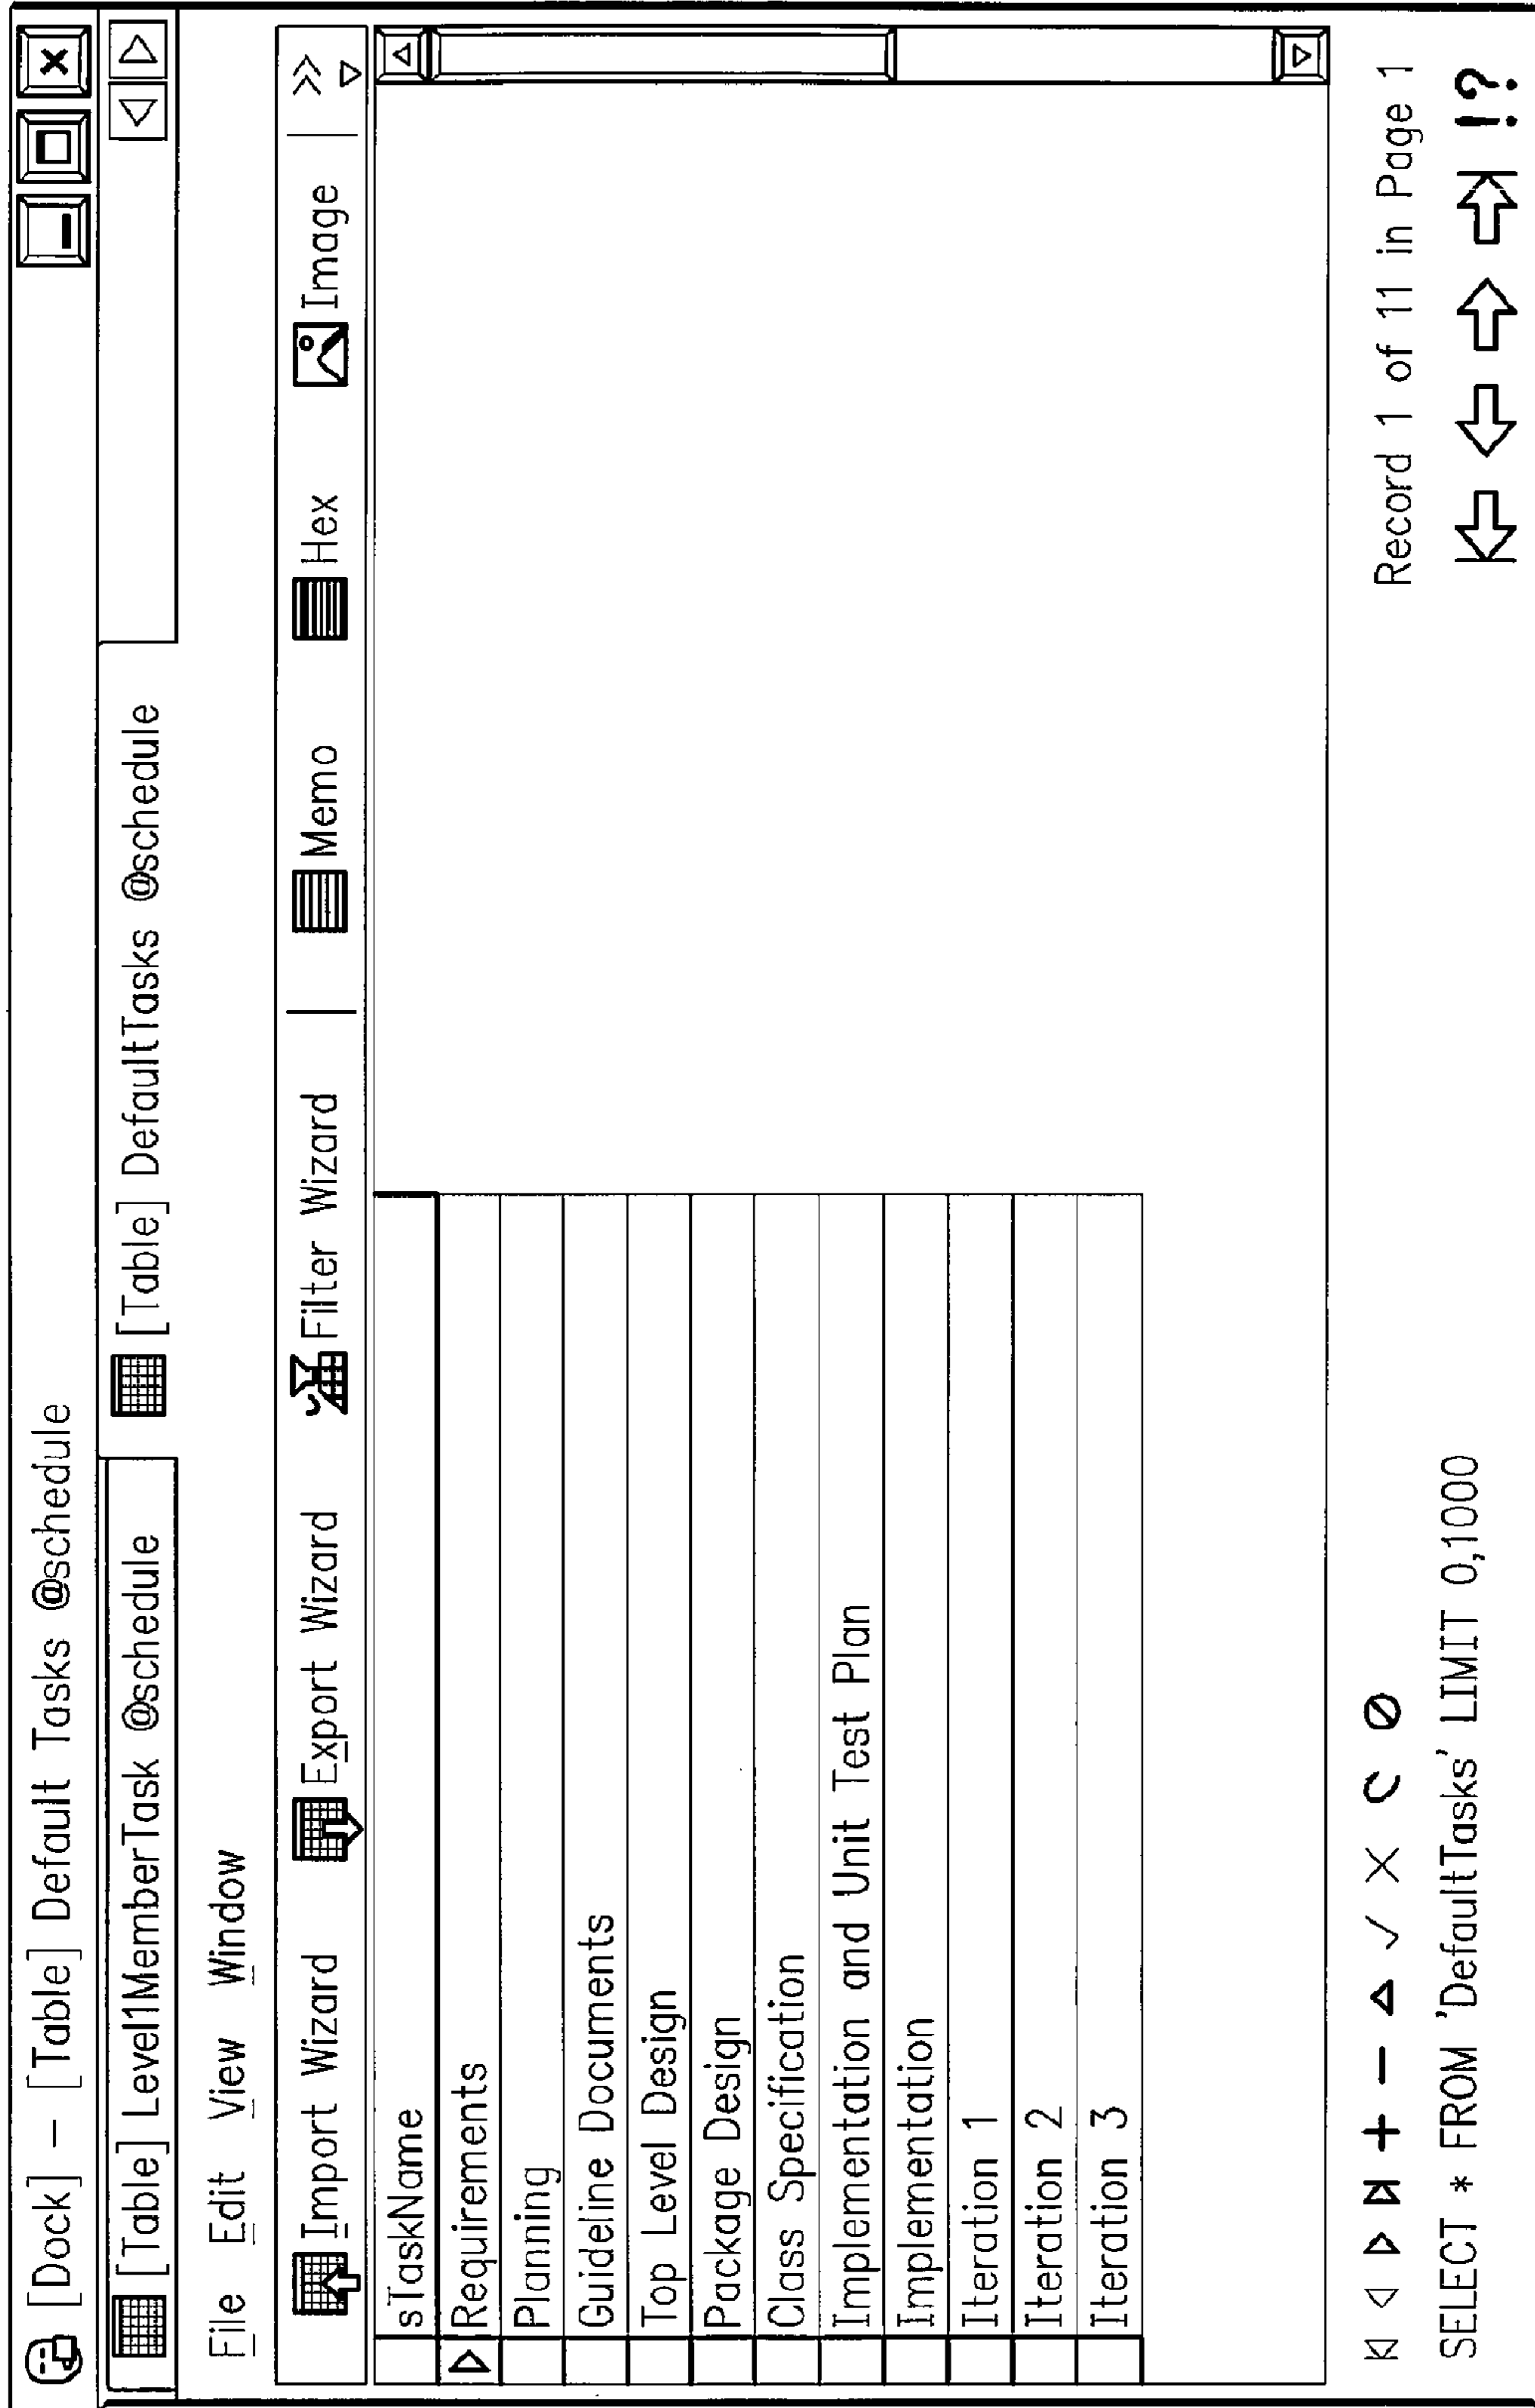 [Dock] – [Table] Default Tasks @schedule
[Table] Level1MemberTask @schedule [Table] DefaultTasks @schedule
File Edit View Window
Import Wizard Export Wizard Filter Wizard Memo Hex Image >>
sTaskName
Requirements
Planning
Guideline Documents
Top Level Design
Package Design
Class Specification
Implementation and Unit Test Plan
Implementation
Iteration 1
Iteration 2
Iteration 3
Record 1 of 11 in Page 1
SELECT * FROM 'DefaultTasks' LIMIT 0,1000 !?